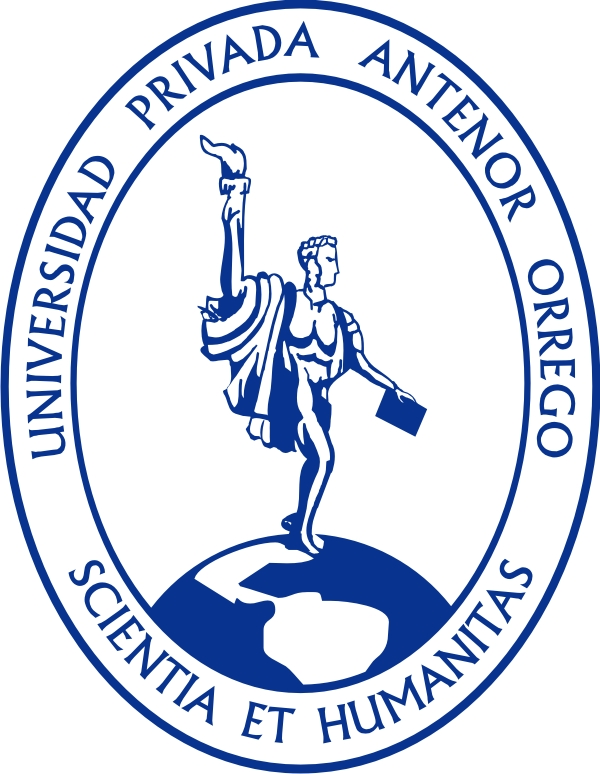 UNIVERSIDAD PRIVADA ANTENOR ORREGO
SCIENTIA ET HUMANITAS